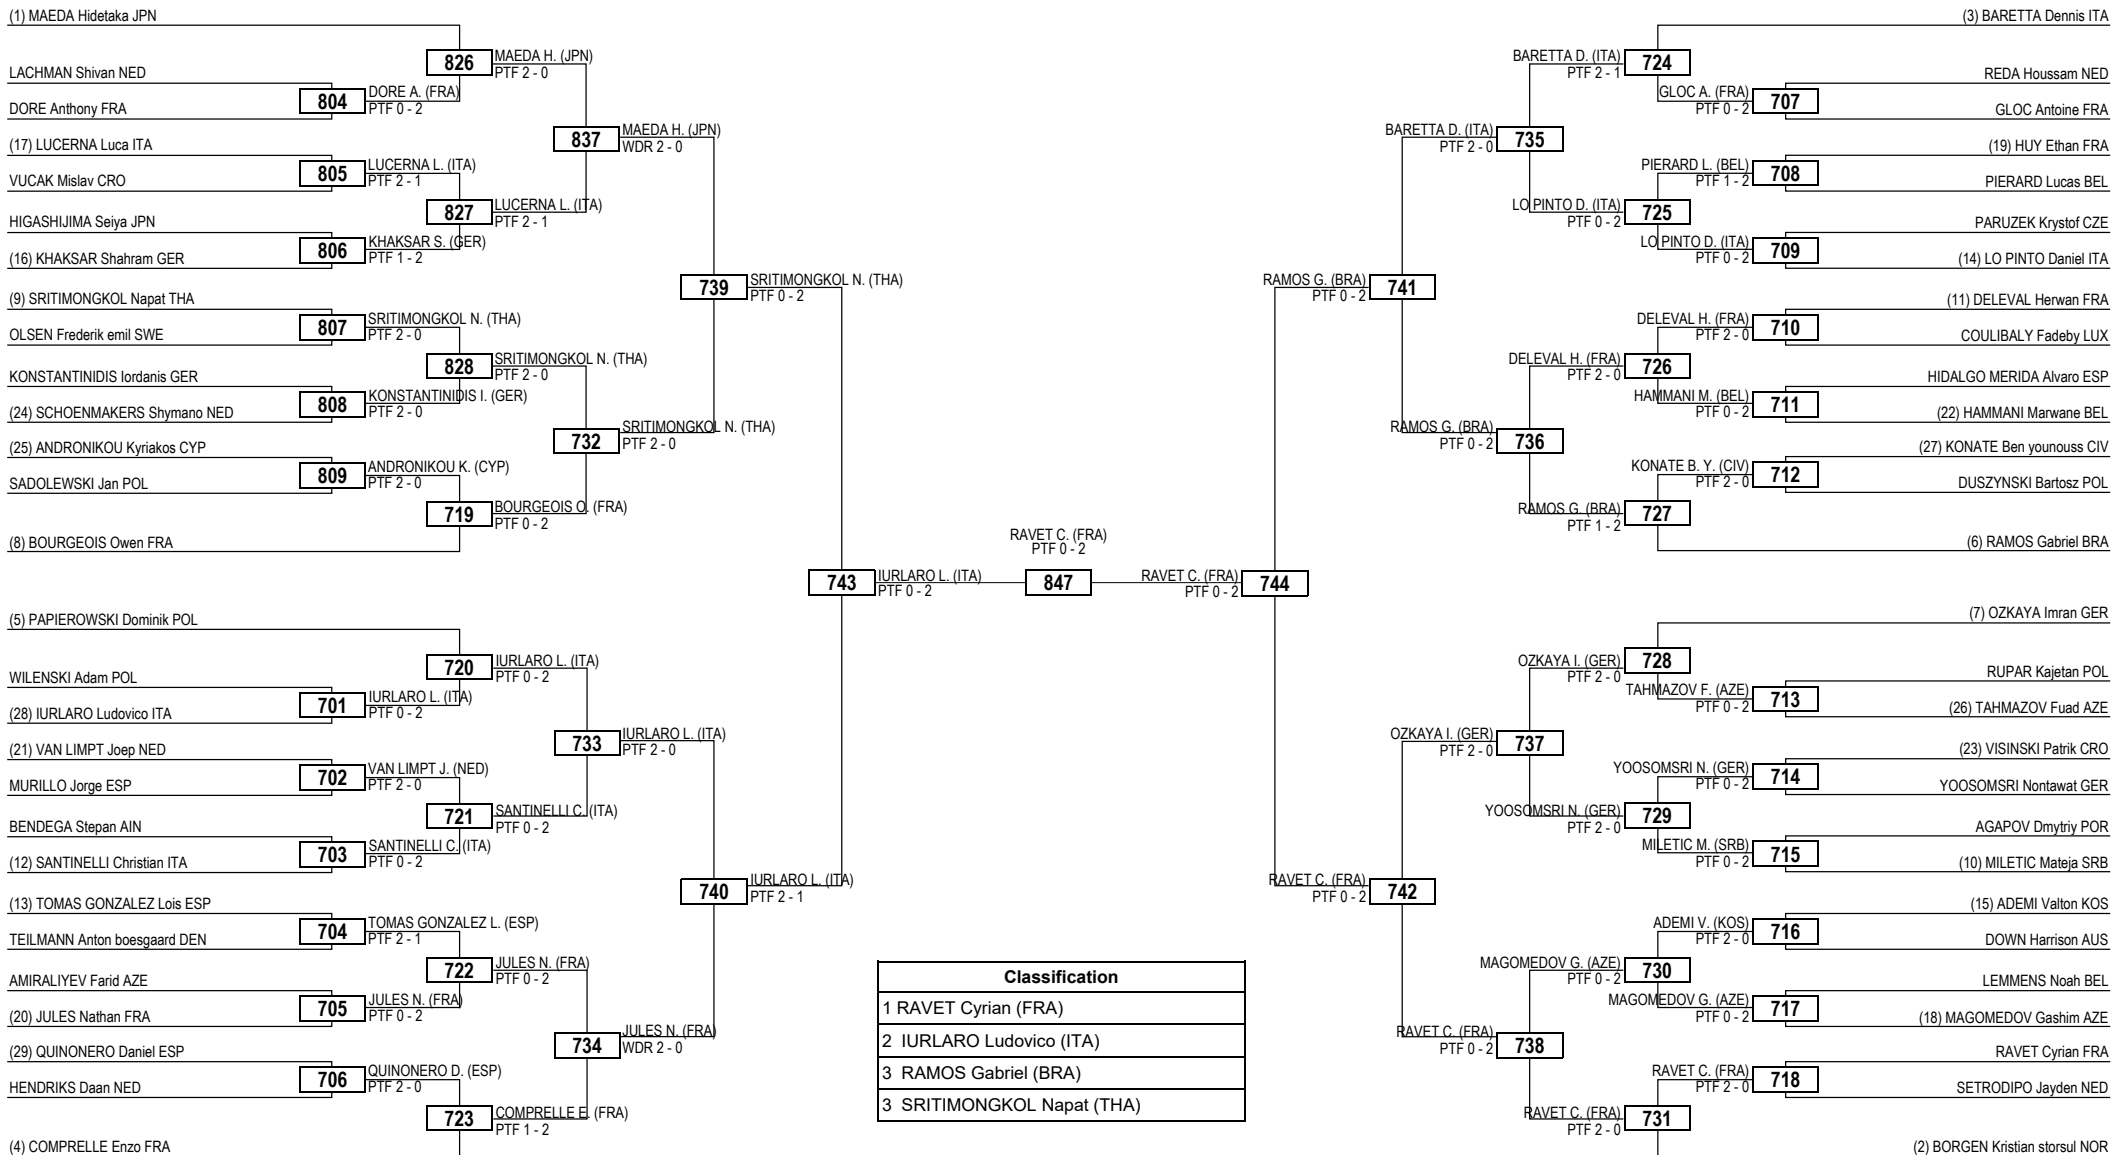 (1) MAEDA Hidetaka JPN
826
MAEDA H. (JPN)
PTF 2 - 0
LACHMAN Shivan NED
804
DORE A. (FRA)
PTF 0 - 2
DORE Anthony FRA
837
MAEDA H. (JPN)
WDR 2 - 0
(17) LUCERNA Luca ITA
805
LUCERNA L. (ITA)
PTF 2 - 1
VUCAK Mislav CRO
827
LUCERNA L. (ITA)
PTF 2 - 1
HIGASHIJIMA Seiya JPN
806
KHAKSAR S. (GER)
PTF 1 - 2
(16) KHAKSAR Shahram GER
739
SRITIMONGKOL N. (THA)
PTF 0 - 2
(9) SRITIMONGKOL Napat THA
807
SRITIMONGKOL N. (THA)
PTF 2 - 0
OLSEN Frederik emil SWE
828
SRITIMONGKOL N. (THA)
PTF 2 - 0
KONSTANTINIDIS Iordanis GER
808
KONSTANTINIDIS I. (GER)
PTF 2 - 0
(24) SCHOENMAKERS Shymano NED
732
SRITIMONGKOL N. (THA)
PTF 2 - 0
(25) ANDRONIKOU Kyriakos CYP
809
ANDRONIKOU K. (CYP)
PTF 2 - 0
SADOLEWSKI Jan POL
719
BOURGEOIS O. (FRA)
PTF 0 - 2
(8) BOURGEOIS Owen FRA
743
IURLARO L. (ITA)
PTF 0 - 2
(5) PAPIEROWSKI Dominik POL
720
IURLARO L. (ITA)
PTF 0 - 2
WILENSKI Adam POL
701
IURLARO L. (ITA)
PTF 0 - 2
(28) IURLARO Ludovico ITA
733
IURLARO L. (ITA)
PTF 2 - 0
(21) VAN LIMPT Joep NED
702
VAN LIMPT J. (NED)
PTF 2 - 0
MURILLO Jorge ESP
721
SANTINELLI C. (ITA)
PTF 0 - 2
BENDEGA Stepan AIN
703
SANTINELLI C. (ITA)
PTF 0 - 2
(12) SANTINELLI Christian ITA
740
IURLARO L. (ITA)
PTF 2 - 1
(13) TOMAS GONZALEZ Lois ESP
704
TOMAS GONZALEZ L. (ESP)
PTF 2 - 1
TEILMANN Anton boesgaard DEN
722
JULES N. (FRA)
PTF 0 - 2
AMIRALIYEV Farid AZE
705
JULES N. (FRA)
PTF 0 - 2
(20) JULES Nathan FRA
734
JULES N. (FRA)
WDR 2 - 0
(29) QUINONERO Daniel ESP
706
QUINONERO D. (ESP)
PTF 2 - 0
HENDRIKS Daan NED
723
COMPRELLE E. (FRA)
PTF 1 - 2
(4) COMPRELLE Enzo FRA
RAVET C. (FRA)
PTF 0 - 2
847
Classification
1 RAVET Cyrian (FRA)
2 IURLARO Ludovico (ITA)
3 RAMOS Gabriel (BRA)
3 SRITIMONGKOL Napat (THA)
(3) BARETTA Dennis ITA
BARETTA D. (ITA)
PTF 2 - 1
724
REDA Houssam NED
GLOC A. (FRA)
PTF 0 - 2
707
GLOC Antoine FRA
BARETTA D. (ITA)
PTF 2 - 0
735
(19) HUY Ethan FRA
PIERARD L. (BEL)
PTF 1 - 2
708
PIERARD Lucas BEL
LO PINTO D. (ITA)
PTF 0 - 2
725
PARUZEK Krystof CZE
LO PINTO D. (ITA)
PTF 0 - 2
709
(14) LO PINTO Daniel ITA
RAMOS G. (BRA)
PTF 0 - 2
741
(11) DELEVAL Herwan FRA
DELEVAL H. (FRA)
PTF 2 - 0
710
COULIBALY Fadeby LUX
DELEVAL H. (FRA)
PTF 2 - 0
726
HIDALGO MERIDA Alvaro ESP
HAMMANI M. (BEL)
PTF 0 - 2
711
(22) HAMMANI Marwane BEL
RAMOS G. (BRA)
PTF 0 - 2
736
(27) KONATE Ben younouss CIV
KONATE B. Y. (CIV)
PTF 2 - 0
712
DUSZYNSKI Bartosz POL
RAMOS G. (BRA)
PTF 1 - 2
727
(6) RAMOS Gabriel BRA
RAVET C. (FRA)
PTF 0 - 2
744
(7) OZKAYA Imran GER
OZKAYA I. (GER)
PTF 2 - 0
728
RUPAR Kajetan POL
TAHMAZOV F. (AZE)
PTF 0 - 2
713
(26) TAHMAZOV Fuad AZE
OZKAYA I. (GER)
PTF 2 - 0
737
(23) VISINSKI Patrik CRO
YOOSOMSRI N. (GER)
PTF 0 - 2
714
YOOSOMSRI Nontawat GER
YOOSOMSRI N. (GER)
PTF 2 - 0
729
AGAPOV Dmytriy POR
MILETIC M. (SRB)
PTF 0 - 2
715
(10) MILETIC Mateja SRB
RAVET C. (FRA)
PTF 0 - 2
742
(15) ADEMI Valton KOS
ADEMI V. (KOS)
PTF 2 - 0
716
DOWN Harrison AUS
MAGOMEDOV G. (AZE)
PTF 0 - 2
730
LEMMENS Noah BEL
MAGOMEDOV G. (AZE)
PTF 0 - 2
717
(18) MAGOMEDOV Gashim AZE
RAVET C. (FRA)
PTF 0 - 2
738
RAVET Cyrian FRA
RAVET C. (FRA)
PTF 2 - 0
718
SETRODIPO Jayden NED
RAVET C. (FRA)
PTF 2 - 0
731
(2) BORGEN Kristian storsul NOR